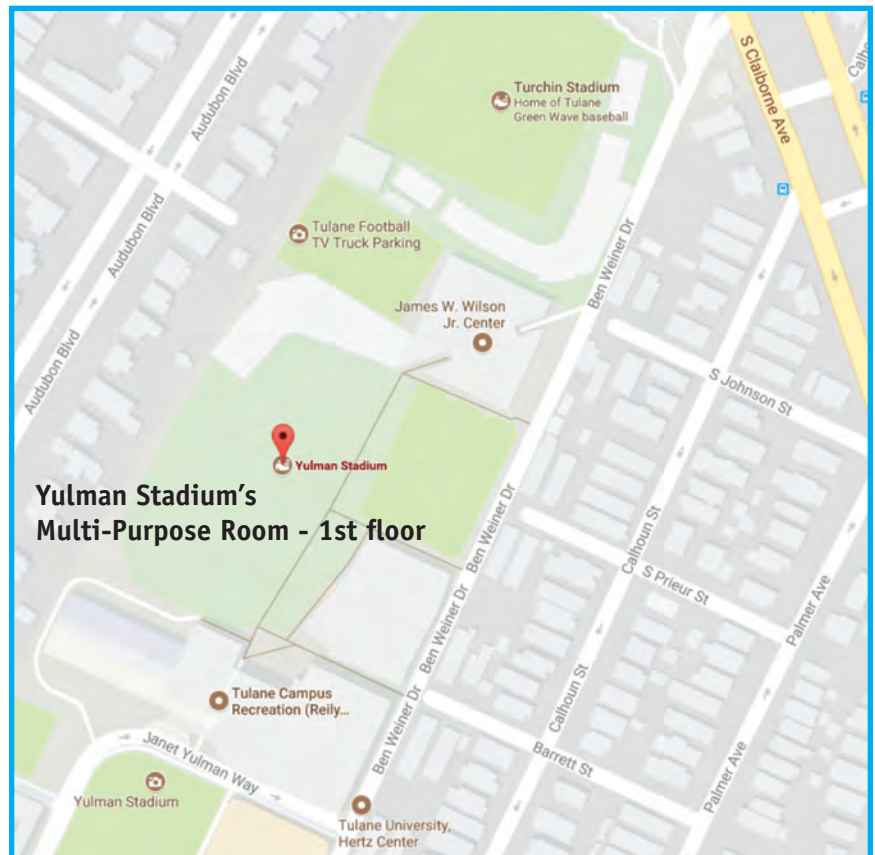 Audubon Blvd
Audubon Blvd
Audubon Blvd
Turchin Stadium
Home of Tulane
Green Wave baseball
S Claiborne Ave
Calho
Tulane Football
TV Truck Parking
Ben Weiner Dr
James W. Wilson
Jr. Center
S Johnson St
Yulman Stadium
Yulman Stadium's
Multi-Purpose Room - 1st floor
Ben Weiner Dr
Calhoun St
S Prieur St
Palmer Ave
Ben Weiner Dr
Tulane Campus
Recreation (Reily...
Calhoun St
Ben Weiner Dr
Janet Yulman Way
Barrett St
Palmer Ave
Yulman Stadium
Tulane University,
Hertz Center